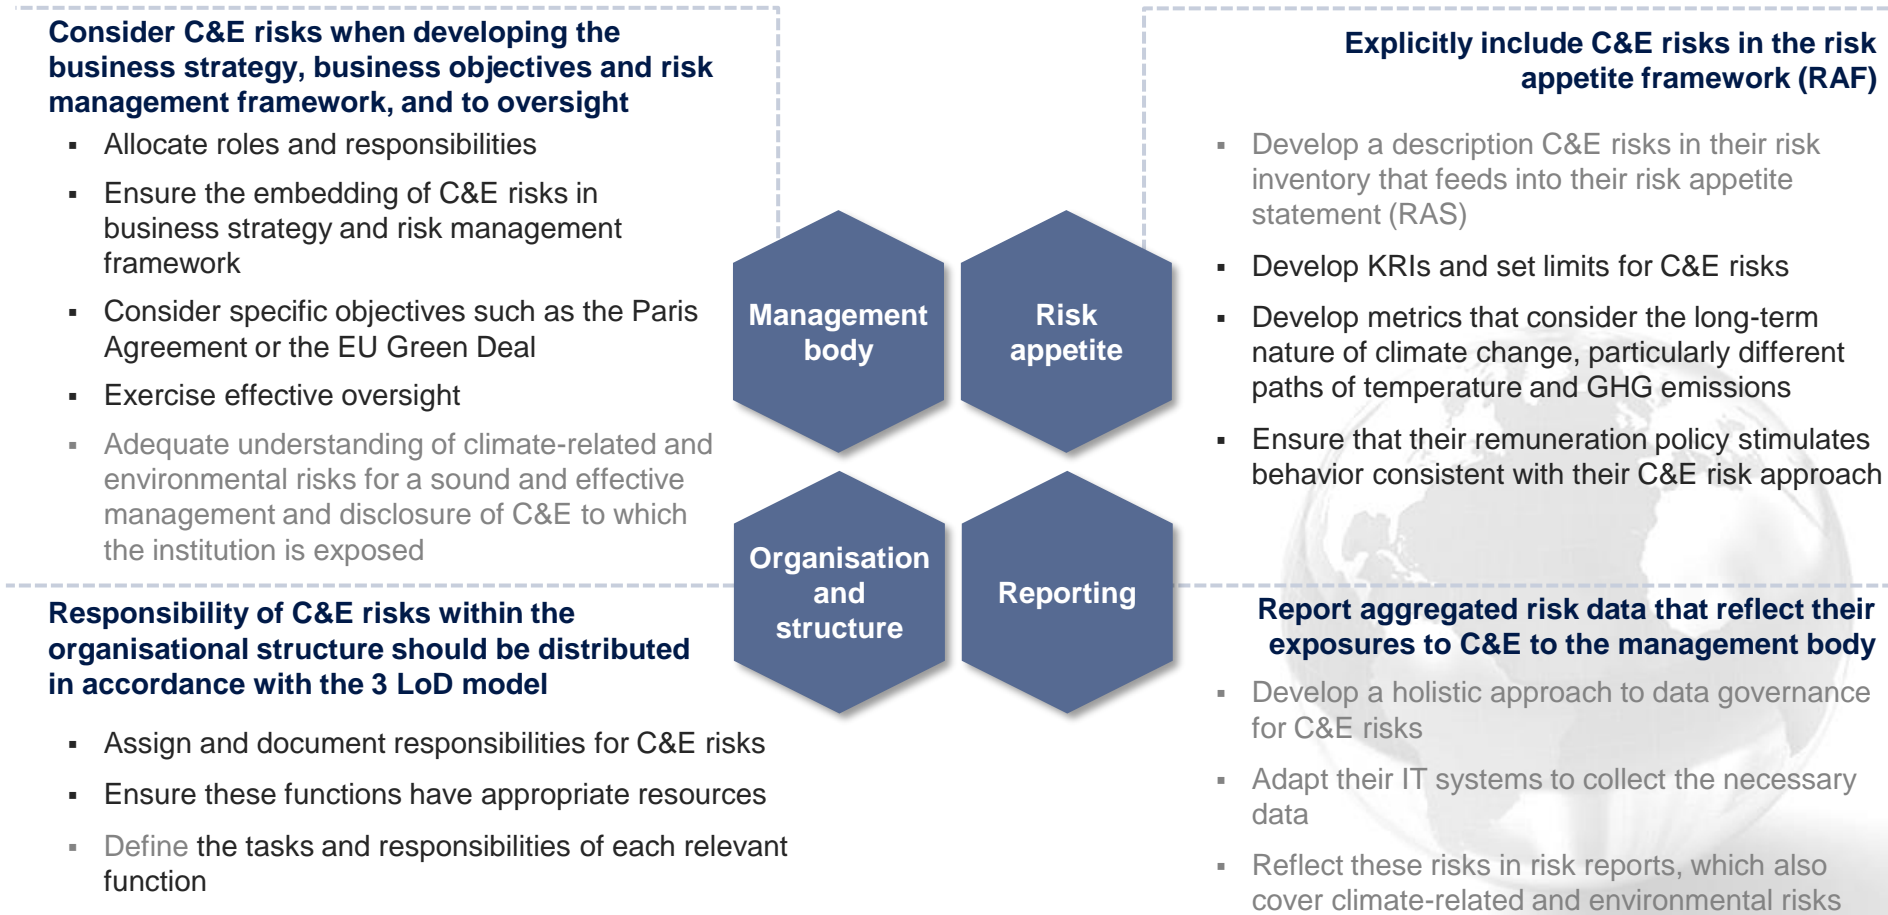 Consider C&E risks when developing the
business strategy, business objectives and risk
management framework, and to oversight
▪ Allocate roles and responsibilities
▪ Ensure the embedding of C&E risks in
business strategy and risk management
framework
▪ Consider specific objectives such as the Paris
Agreement or the EU Green Deal
▪ Exercise effective oversight
▪ Adequate understanding of climate-related and
environmental risks for a sound and effective
management and disclosure of C&E to which
the institution is exposed
Explicitly include C&E risks in the risk
appetite framework (RAF)
▪ Develop a description C&E risks in their risk
inventory that feeds into their risk appetite
statement (RAS)
▪ Develop KRIs and set limits for C&E risks
▪ Develop metrics that consider the long-term
nature of climate change, particularly different
paths of temperature and GHG emissions
▪ Ensure that their remuneration policy stimulates
behavior consistent with their C&E risk approach
Management
body
Risk
appetite
Organisation
and
structure
Reporting
Responsibility of C&E risks within the
organisational structure should be distributed
in accordance with the 3 LoD model
▪ Assign and document responsibilities for C&E risks
▪ Ensure these functions have appropriate resources
▪ Define the tasks and responsibilities of each relevant
function
Report aggregated risk data that reflect their
exposures to C&E to the management body
▪ Develop a holistic approach to data governance
for C&E risks
▪ Adapt their IT systems to collect the necessary
data
▪ Reflect these risks in risk reports, which also
cover climate-related and environmental risks